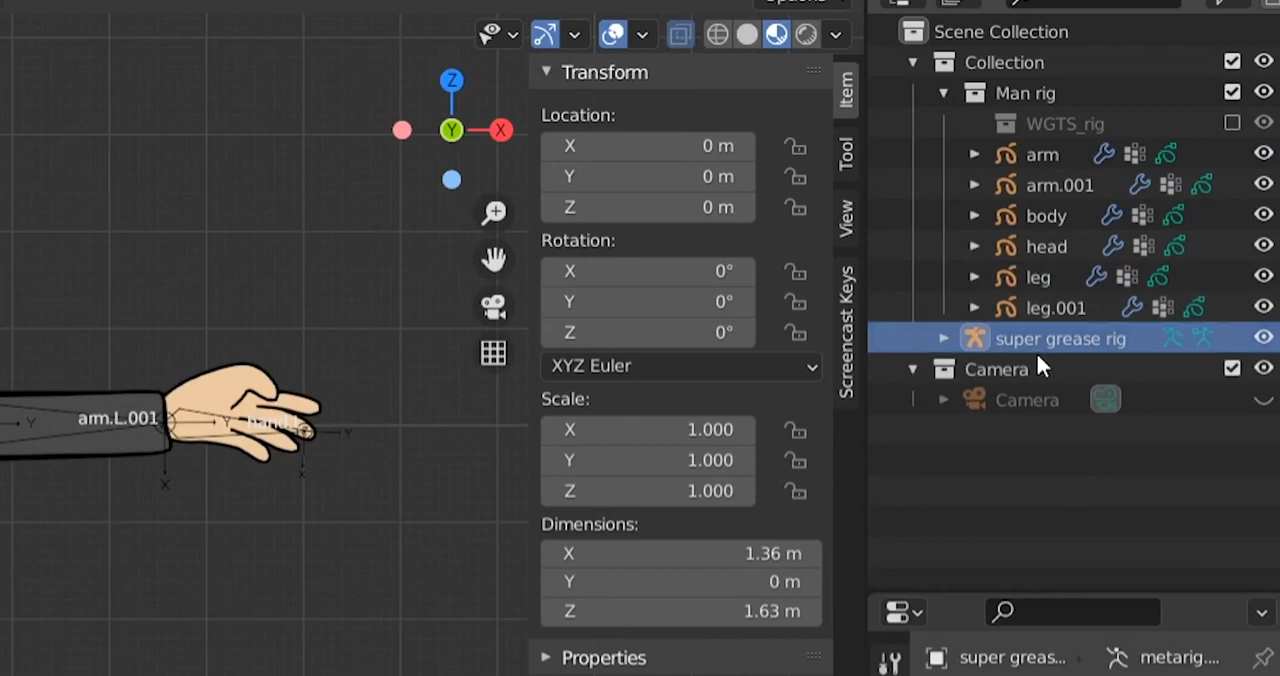 Options
Z
Y
X
arm.L.001
Y
Y
Y
X
X
Transform
Location:
X 0 m
Y 0 m
Z 0 m
Rotation:
X 0°
Y 0°
Z 0°
XYZ Euler
Scale:
X 1.000
Y 1.000
Z 1.000
Dimensions:
X 1.36 m
Y 0 m
Z 1.63 m
Properties
Item
Tool
View
Screencast Keys
Scene Collection
Collection
Man rig
WGTS_rig
arm
arm.001
body
head
leg
leg.001
super grease rig
Camera
Camera
super greas...
metarig....